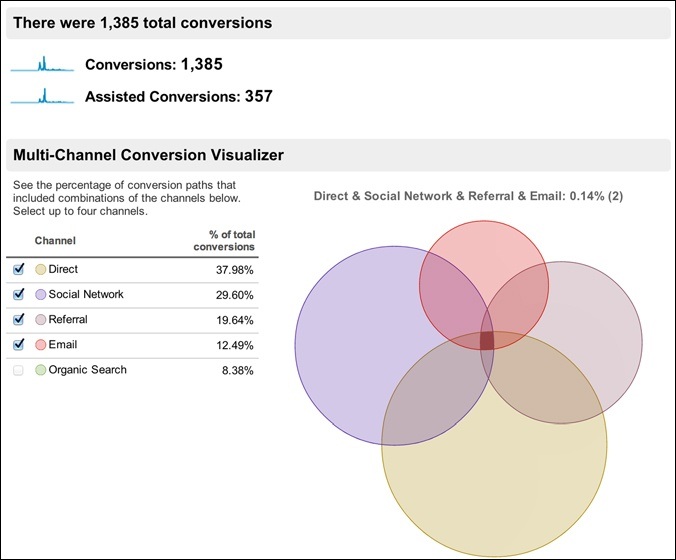 There were 1,385 total conversions
Conversions: 1,385
Assisted Conversions: 357
Multi-Channel Conversion Visualizer
See the percentage of conversion paths that
included combinations of the channels below.
Select up to four channels.
Direct & Social Network & Referral & Email: 0.14% (2)
Channel % of total conversions
Direct 37.98%
Social Network 29.60%
Referral 19.64%
Email 12.49%
Organic Search 8.38%